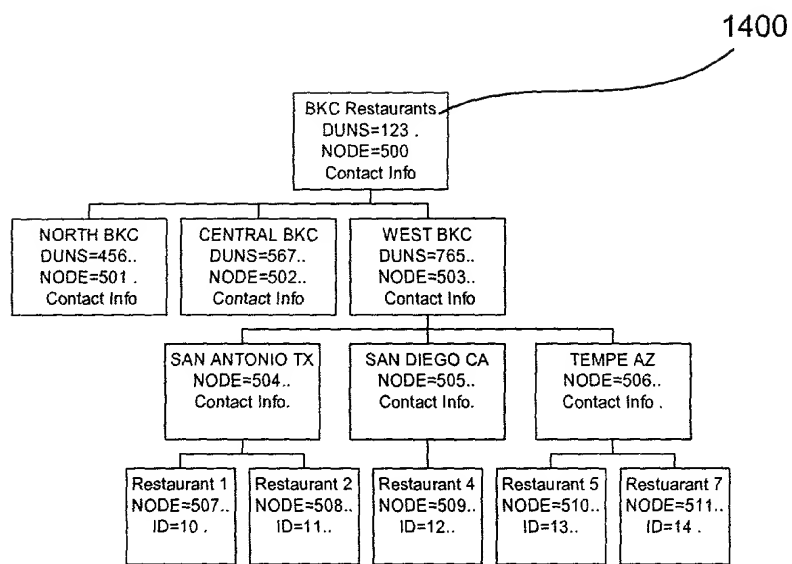 1400
BKC Restaurants
DUNS=123 .
NODE=500
Contact Info
NORTH BKC
DUNS=456..
NODE=501 .
Contact Info
CENTRAL BKC
DUNS=567..
NODE=502..
Contact Info
WEST BKC
DUNS=765..
NODE=503..
Contact Info
SAN ANTONIO TX
NODE=504..
Contact Info.
SAN DIEGO CA
NODE=505..
Contact Info.
TEMPE AZ
NODE=506..
Contact Info .
Restaurant 1
NODE=507..
ID=10 .
Restaurant 2
NODE=508..
ID=11..
Restaurant 4
NODE=509..
ID=12..
Restaurant 5
NODE=510..
ID=13..
Restuarant 7
NODE=511..
ID=14 .